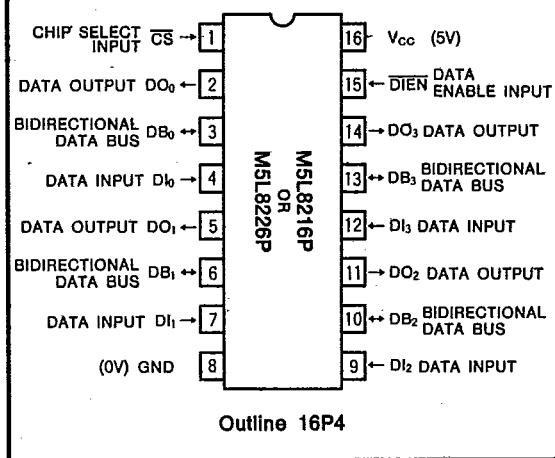 CHIP SELECT
INPUT C̅S̅ → 1
DATA OUTPUT DO₀ ← 2
BIDIRECTIONAL
DATA BUS DB₀ ↔ 3
DATA INPUT DI₀ → 4
DATA OUTPUT DO₁ ← 5
BIDIRECTIONAL
DATA BUS DB₁ ↔ 6
DATA INPUT DI₁ → 7
(0V) GND 8
M5L8216P
OR
M5L8226P
16 Vcc (5V)
15 ← D̅I̅E̅N̅ DATA
ENABLE INPUT
14 → DO₃ DATA OUTPUT
13 ↔ DB₃ BIDIRECTIONAL
DATA BUS
12 ← DI₃ DATA INPUT
11 → DO₂ DATA OUTPUT
10 ↔ DB₂ BIDIRECTIONAL
DATA BUS
9 ← DI₂ DATA INPUT
Outline 16P4